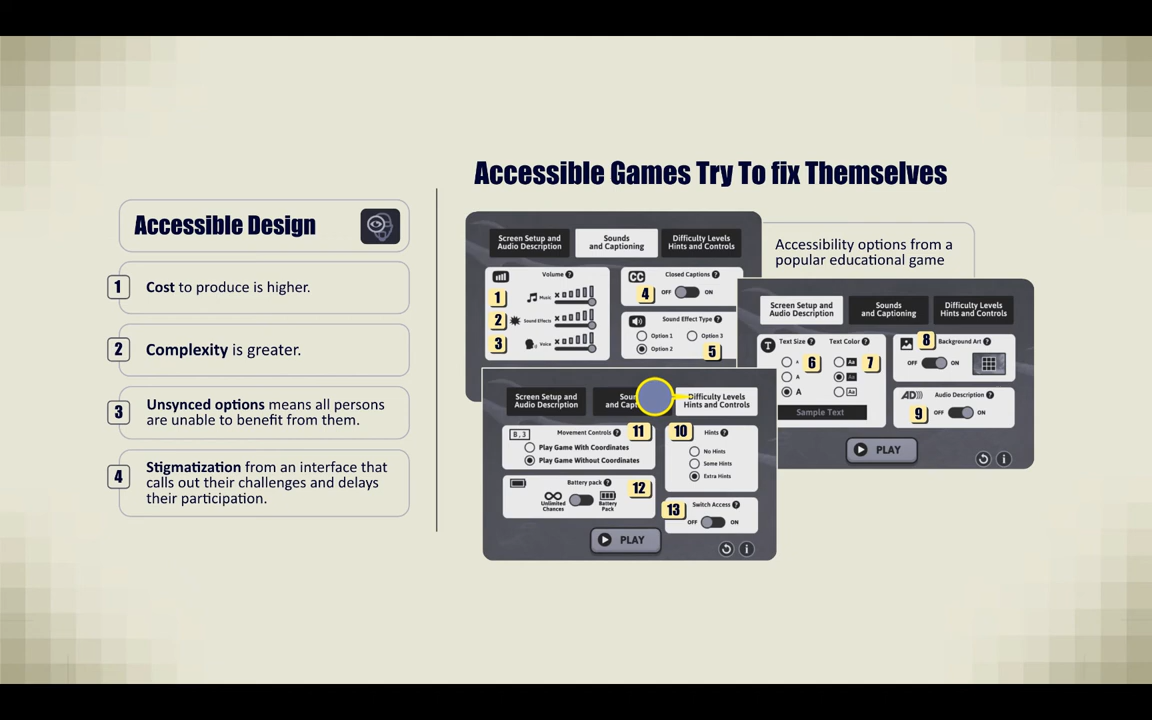 Accessible Games Try To fix Themselves
Accessible Design
1
Cost to produce is higher.
2
Complexity is greater.
3
Unsynced options means all persons
are unable to benefit from them.
4
Stigmatization from an interface that
calls out their challenges and delays
their participation.
Accessibility options from a
popular educational game
Screen Setup and
Audio Description
Sounds
and Captioning
Difficulty Levels
Hints and Controls
Volume ?
1
Music
2
Sound Effects
3
Voice
CC
Closed Captions ?
4
OFF
ON
Sound Effect Type ?
Option 1
Option 3
Option 2
5
Screen Setup and
Audio Description
Sounds
and Captioning
Difficulty Levels
Hints and Controls
T
Text Size ?
Text Color ?
A
6
Aa
7
A
Aa
A
Aa
Sample Text
8
Background Art ?
OFF
ON
AD)))
Audio Description ?
9
OFF
ON
PLAY
i
Screen Setup and
Audio Description
Difficulty Levels
Hints and Controls
B,3
Movement Controls ?
11
Play Game With Coordinates
Play Game Without Coordinates
Battery pack ?
12
Unlimited
Chances
Battery
Pack
10
Hints ?
No Hints
Some Hints
Extra Hints
13
Switch Access ?
OFF
ON
PLAY
i